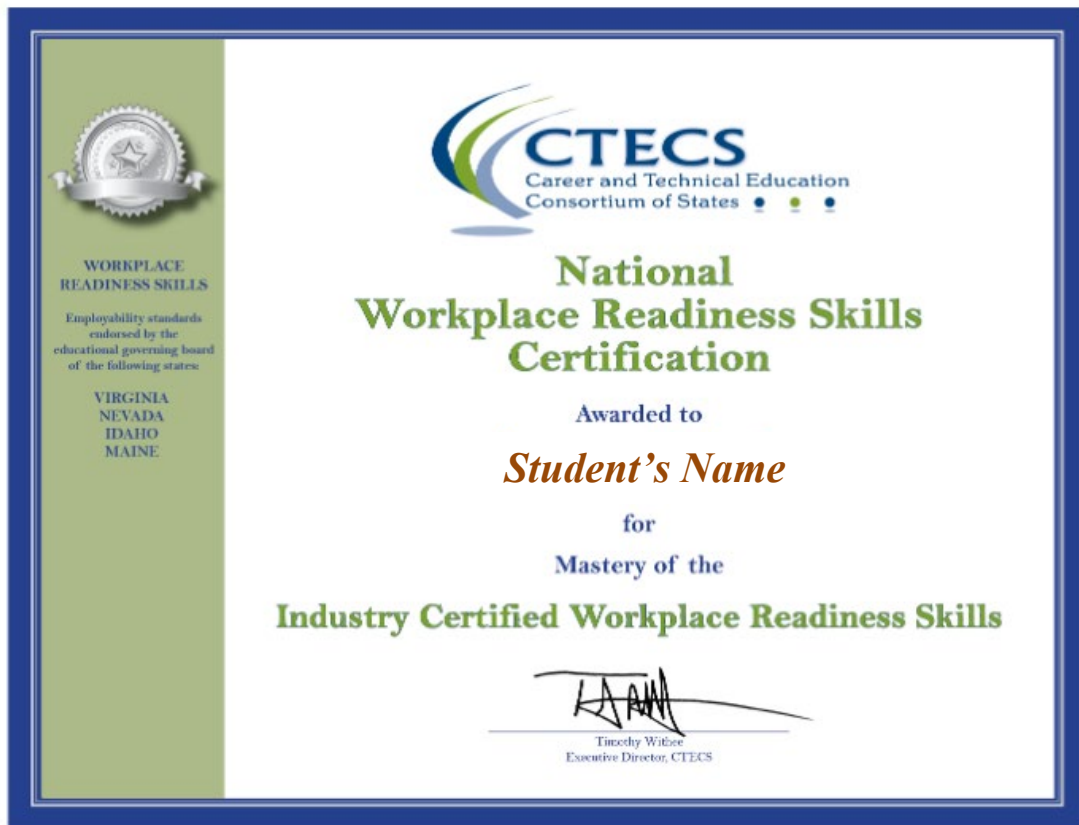 WORKPLACE
READINESS SKILLS
Employability standards
endorsed by the
educational governing board
of the following states:
VIRGINIA
NEVADA
IDAHO
MAINE
CTECS
Career and Technical Education
Consortium of States
National
Workplace Readiness Skills
Certification
Awarded to
Student’s Name
for
Mastery of the
Industry Certified Workplace Readiness Skills
Timothy Withee
Executive Director, CTECS